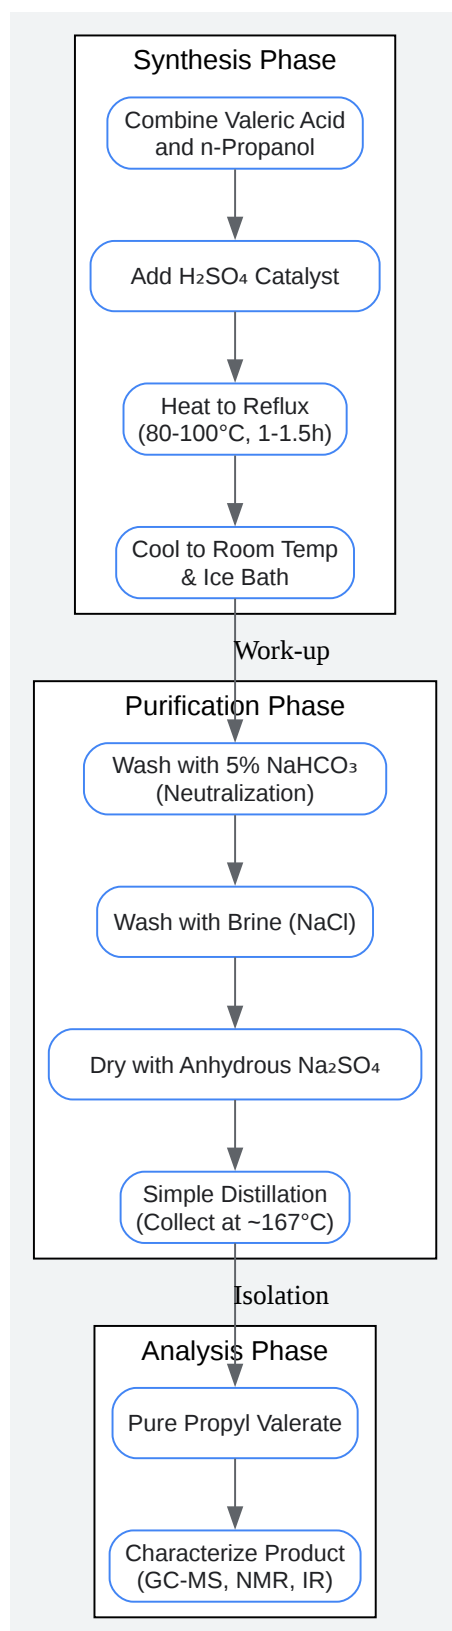 Synthesis Phase
Combine Valeric Acid
and n-Propanol
Add H₂SO₄ Catalyst
Heat to Reflux
(80-100°C, 1-1.5h)
Cool to Room Temp
& Ice Bath
Work-up
Purification Phase
Wash with 5% NaHCO₃
(Neutralization)
Wash with Brine (NaCl)
Dry with Anhydrous Na₂SO₄
Simple Distillation
(Collect at ~167°C)
Isolation
Analysis Phase
Pure Propyl Valerate
Characterize Product
(GC-MS, NMR, IR)